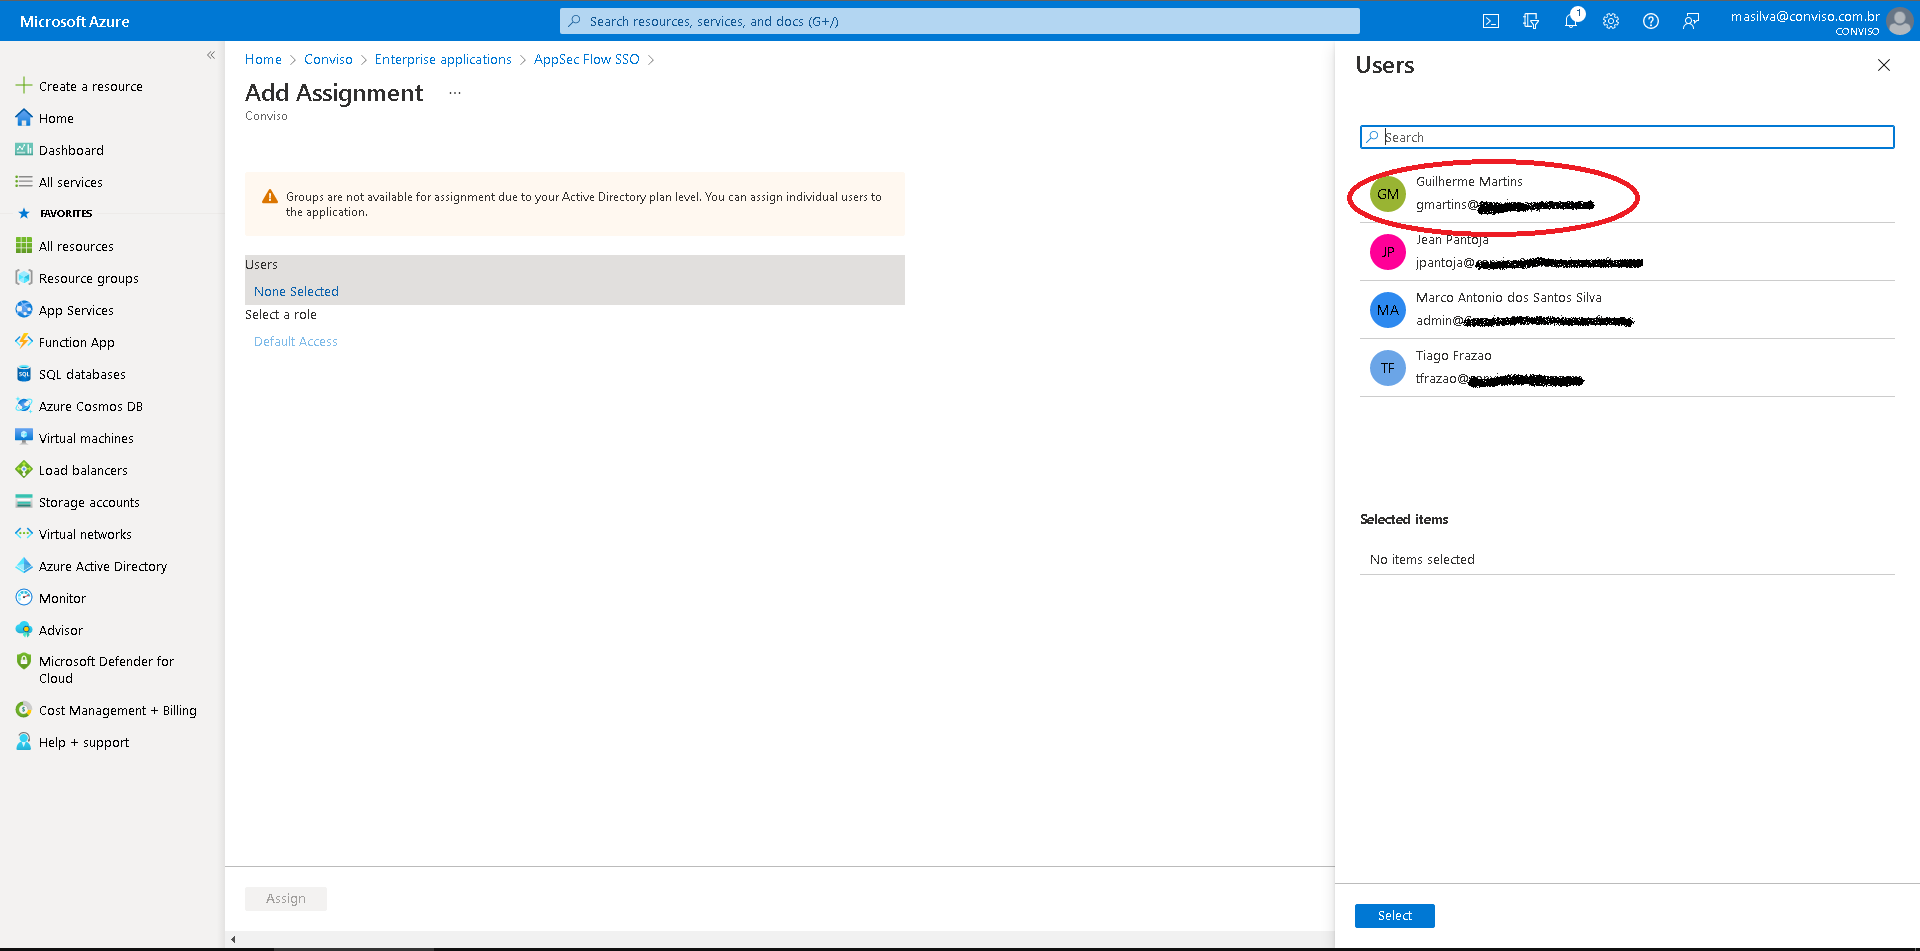 Microsoft Azure
Search resources, services, and docs (G+/)
1
masilva@conviso.com.br
CONVISO
«
Create a resource
Home
Dashboard
All services
FAVORITES
All resources
Resource groups
App Services
Function App
SQL
SQL databases
Azure Cosmos DB
Virtual machines
Load balancers
Storage accounts
Virtual networks
Azure Active Directory
Monitor
Advisor
Microsoft Defender for
Cloud
Cost Management + Billing
Help + support
Home > Conviso > Enterprise applications > AppSec Flow SSO >
Add Assignment ...
Conviso
Groups are not available for assignment due to your Active Directory plan level. You can assign individual users to
the application.
Users
None Selected
Select a role
Default Access
Assign
Users
Search
GM
Guilherme Martins
gmartins@
JP
Jean Pantoja
jpantoja@
MA
Marco Antonio dos Santos Silva
admin@
TF
Tiago Frazao
tfrazao@
Selected items
No items selected
Select